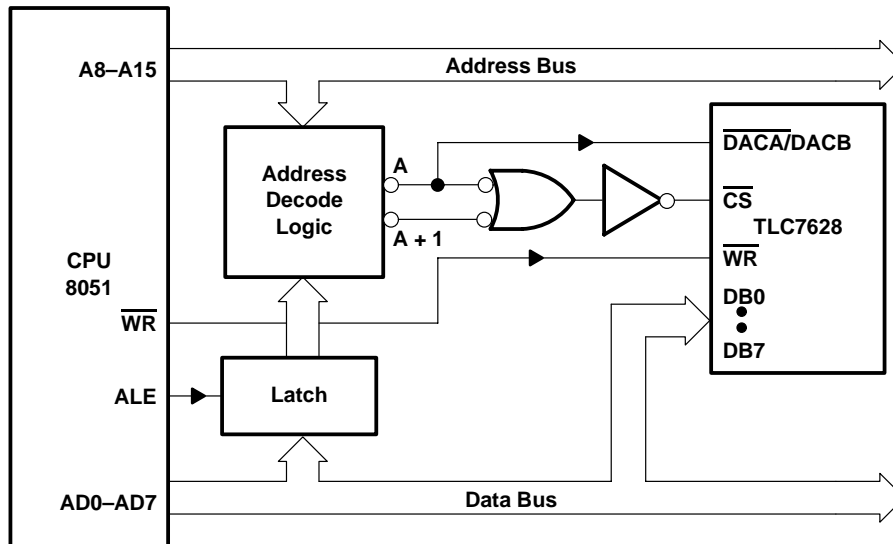 A8–A15
Address Bus
Address
Decode
Logic
A
A + 1
DACA/DACB
CS
TLC7628
WR
DB0
DB7
CPU
8051
WR
ALE
Latch
AD0–AD7
Data Bus